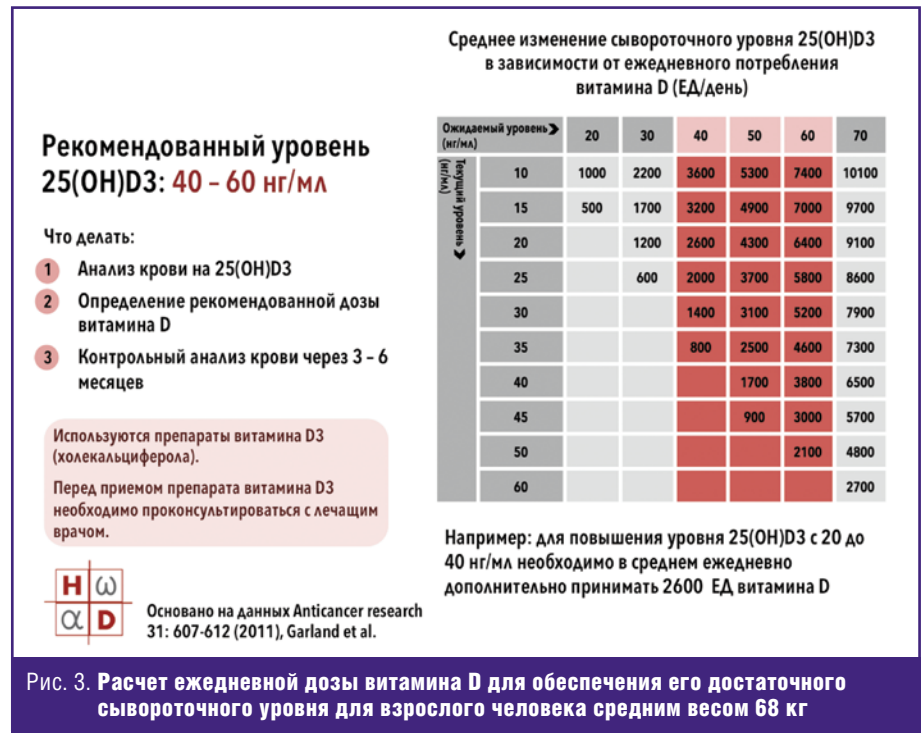 Рекомендованный уровень
25(ОН)D3: 40 – 60 нг/мл
Что делать:
1 Анализ крови на 25(ОН)D3
2 Определение рекомендованной дозы
витамина D
3 Контрольный анализ крови через 3 – 6
месяцев
Используются препараты витамина D3
(холекальциферола).
Перед приемом препарата витамина D3
необходимо проконсультироваться с лечащим
врачом.
H ω
α D
Основано на данных Anticancer research
31: 607-612 (2011), Garland et al.
Среднее изменение сывороточного уровня 25(ОН)D3
в зависимости от ежедневного потребления
витамина D (ЕД/день)
Ожидаемый уровень
(нг/мл)
20 30 40 50 60 70
Текущий уровень
(нг/мл)
10 1000 2200 3600 5300 7400 10100
15 500 1700 3200 4900 7000 9700
20 1200 2600 4300 6400 9100
25 600 2000 3700 5800 8600
30 1400 3100 5200 7900
35 800 2500 4600 7300
40 1700 3800 6500
45 900 3000 5700
50 2100 4800
60 2700
Например: для повышения уровня 25(ОН)D3 с 20 до
40 нг/мл необходимо в среднем ежедневно
дополнительно принимать 2600 ЕД витамина D
Рис. 3. Расчет ежедневной дозы витамина D для обеспечения его достаточного
сывороточного уровня для взрослого человека средним весом 68 кг